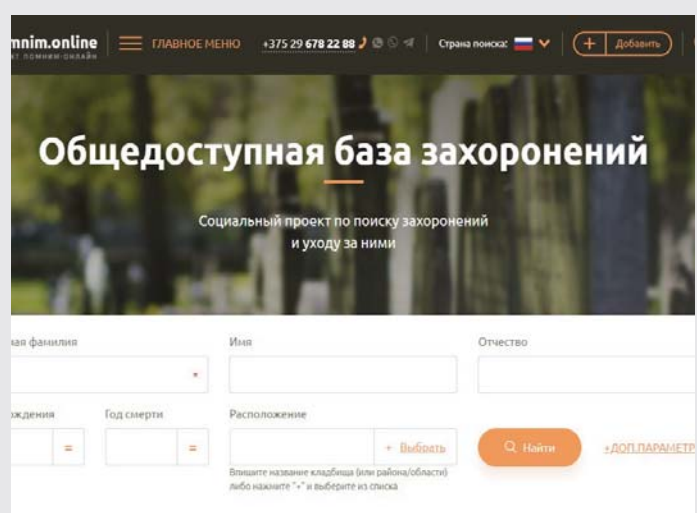 mnim.online
ГЛАВНОЕ МЕНЮ
+375 29 678 22 88
Страна поиска:
+ Добавить
кт помним-онлайн
Общедоступная база захоронений
Социальный проект по поиску захоронений
и уходу за ними
ная фамилия
Имя
Отчество
*
ождения
Год смерти
Расположение
=
=
+ Выбрать
Найти
+ДОП.ПАРАМЕТР
Впишите название кладбища (или района/области)
либо нажмите "+" и выберите из списка